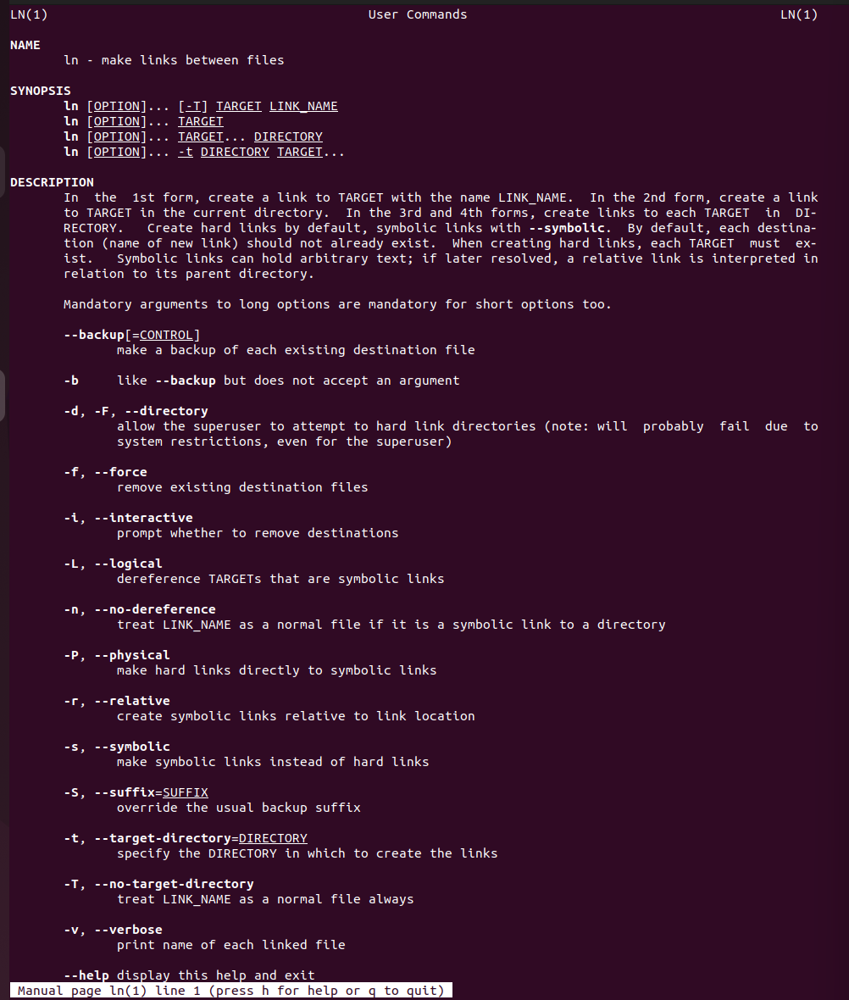 LN(1) User Commands LN(1)
NAME
ln - make links between files
SYNOPSIS
ln [OPTION]... [-T] TARGET LINK_NAME
ln [OPTION]... TARGET
ln [OPTION]... TARGET... DIRECTORY
ln [OPTION]... -t DIRECTORY TARGET...
DESCRIPTION
In the 1st form, create a link to TARGET with the name LINK_NAME. In the 2nd form, create a link
to TARGET in the current directory. In the 3rd and 4th forms, create links to each TARGET in DI-
RECTORY. Create hard links by default, symbolic links with --symbolic. By default, each destina-
tion (name of new link) should not already exist. When creating hard links, each TARGET must ex-
ist. Symbolic links can hold arbitrary text; if later resolved, a relative link is interpreted in
relation to its parent directory.
Mandatory arguments to long options are mandatory for short options too.
--backup[=CONTROL]
make a backup of each existing destination file
-b like --backup but does not accept an argument
-d, -F, --directory
allow the superuser to attempt to hard link directories (note: will probably fail due to
system restrictions, even for the superuser)
-f, --force
remove existing destination files
-i, --interactive
prompt whether to remove destinations
-L, --logical
dereference TARGETs that are symbolic links
-n, --no-dereference
treat LINK_NAME as a normal file if it is a symbolic link to a directory
-P, --physical
make hard links directly to symbolic links
-r, --relative
create symbolic links relative to link location
-s, --symbolic
make symbolic links instead of hard links
-S, --suffix=SUFFIX
override the usual backup suffix
-t, --target-directory=DIRECTORY
specify the DIRECTORY in which to create the links
-T, --no-target-directory
treat LINK_NAME as a normal file always
-v, --verbose
print name of each linked file
--help display this help and exit
Manual page ln(1) line 1 (press h for help or q to quit)